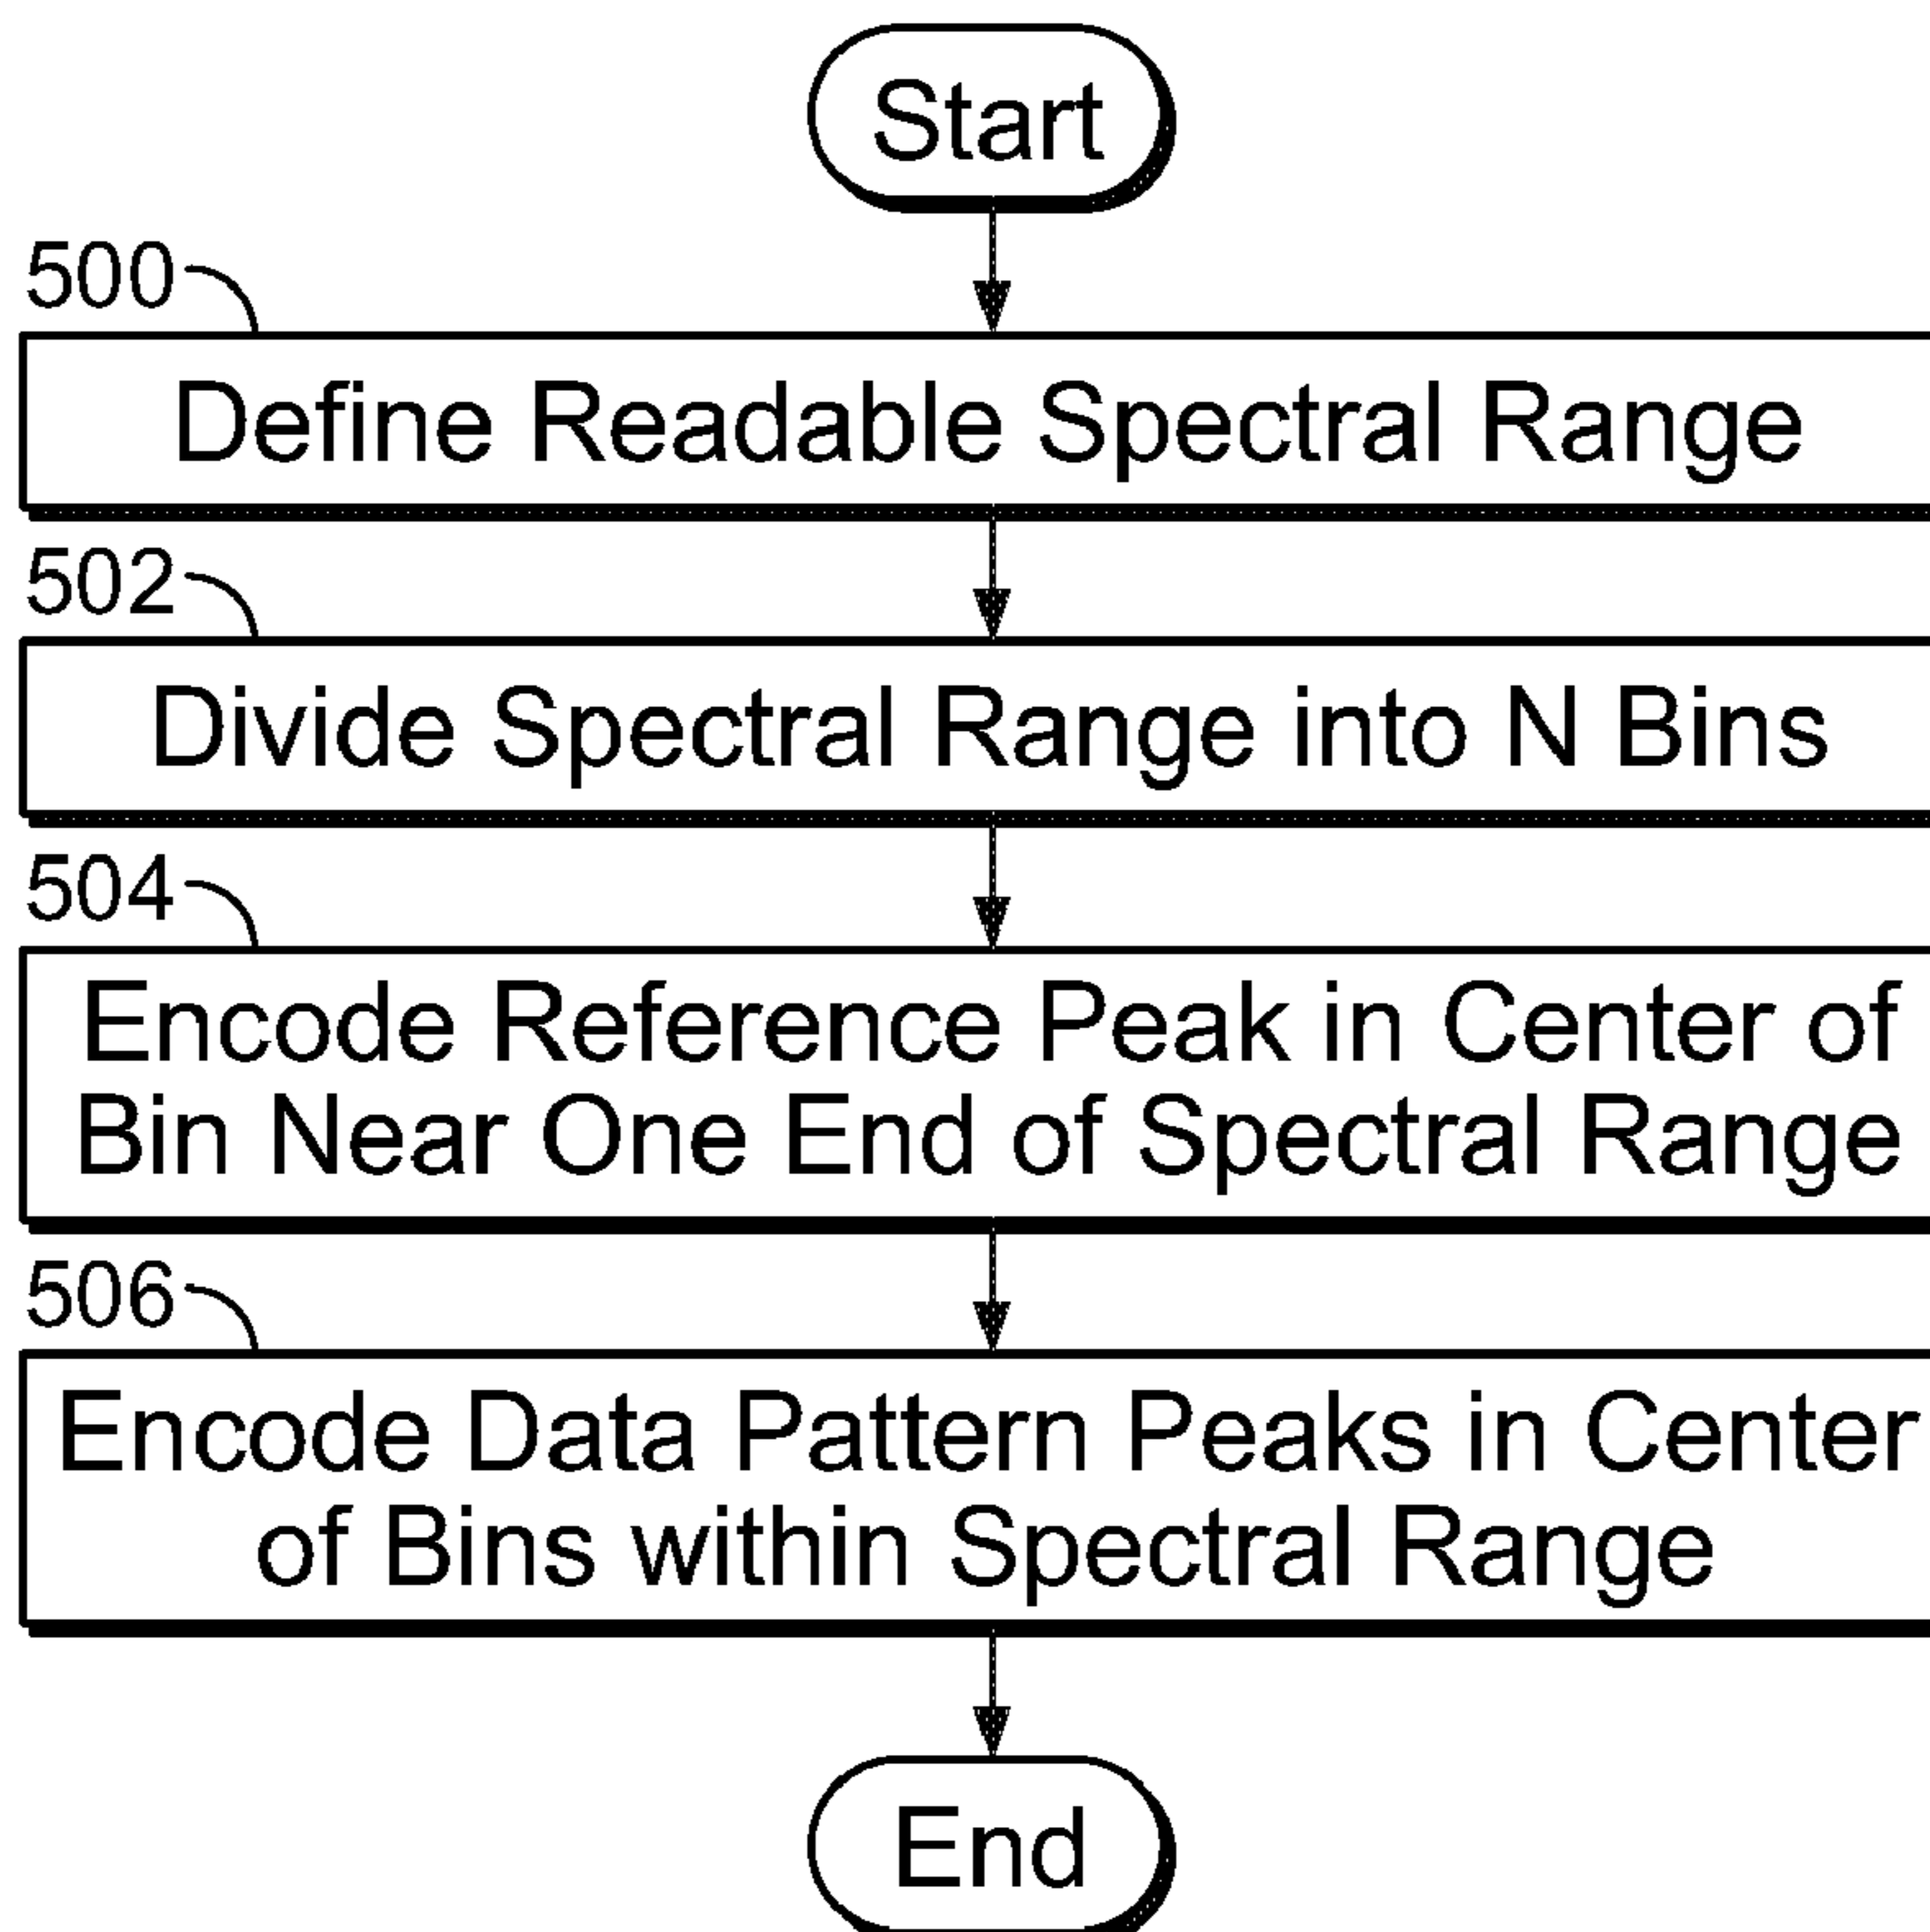 Start
500
Define Readable Spectral Range
502
Divide Spectral Range into N Bins
504
Encode Reference Peak in Center of
Bin Near One End of Spectral Range
506
Encode Data Pattern Peaks in Center
of Bins within Spectral Range
End